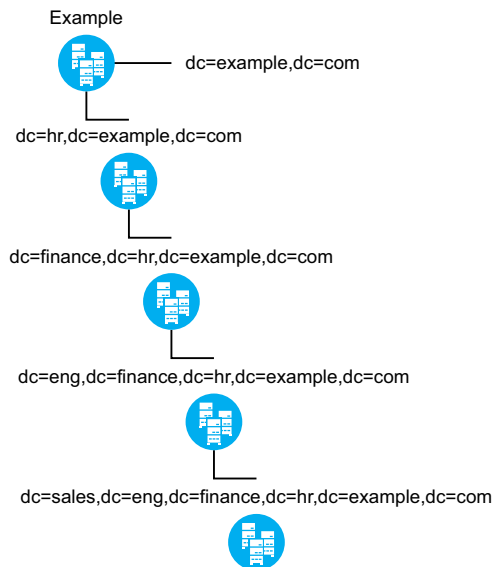 Example
dc=example,dc=com
dc=hr,dc=example,dc=com
dc=finance,dc=hr,dc=example,dc=com
dc=eng,dc=finance,dc=hr,dc=example,dc=com
dc=sales,dc=eng,dc=finance,dc=hr,dc=example,dc=com